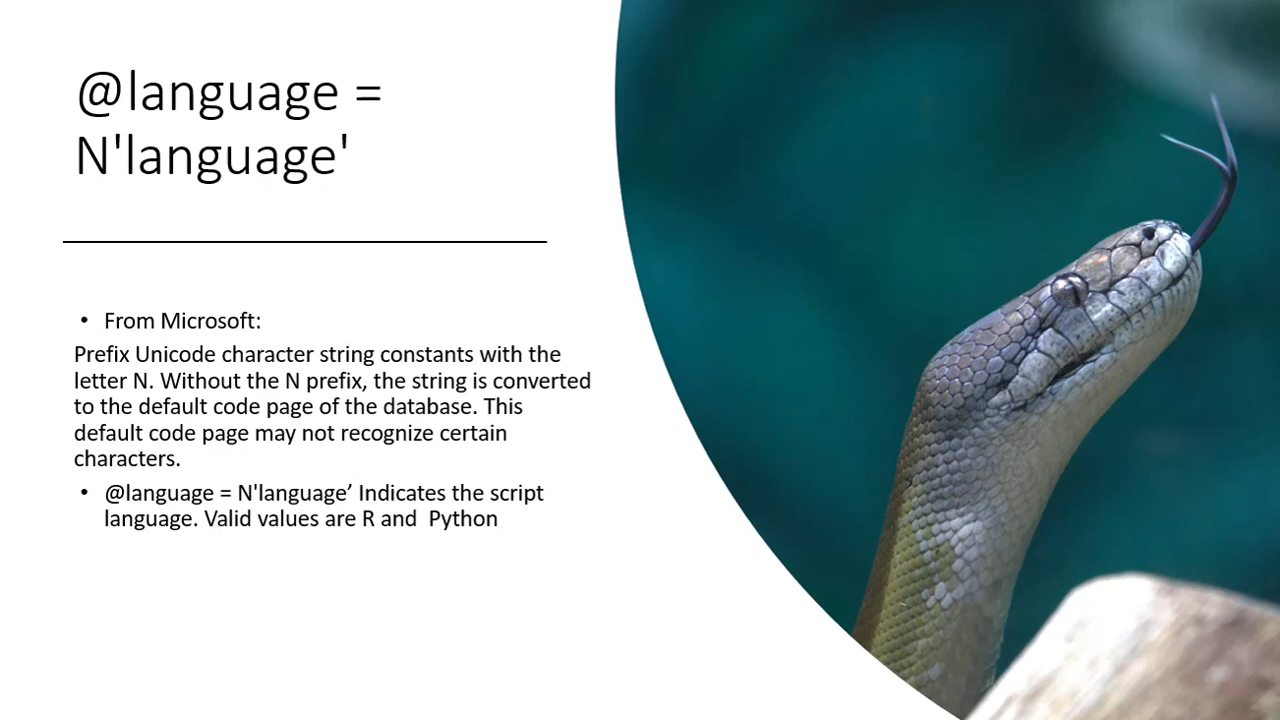 @language =
N'language'
• From Microsoft:
Prefix Unicode character string constants with the
letter N. Without the N prefix, the string is converted
to the default code page of the database. This
default code page may not recognize certain
characters.
• @language = N'language’ Indicates the script
language. Valid values are R and  Python